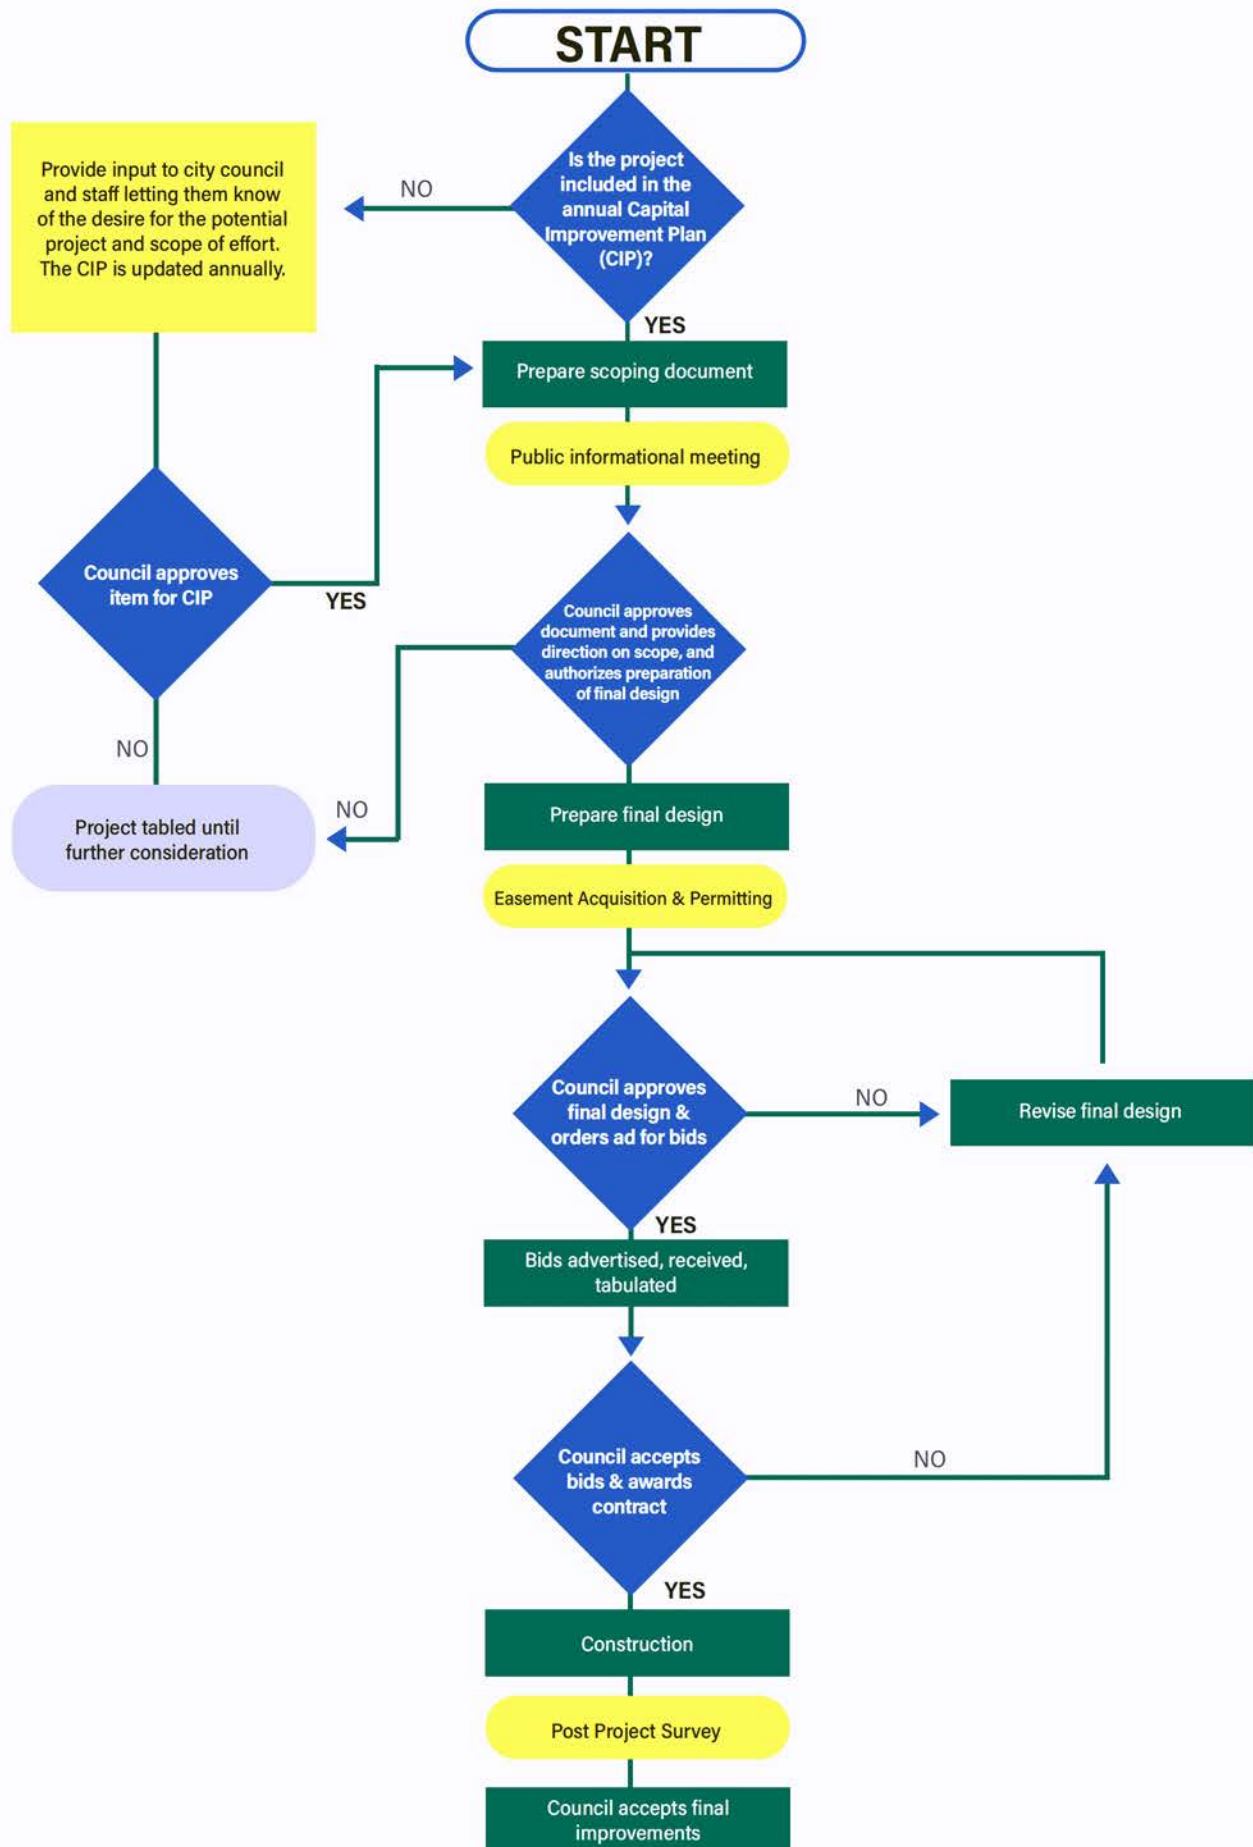 START
Is the project
included in the
annual Capital
Improvement Plan
(CIP)?
NO
Provide input to city council
and staff letting them know
of the desire for the potential
project and scope of effort.
The CIP is updated annually.
YES
Prepare scoping document
Public informational meeting
Council approves
item for CIP
YES
NO
Council approves
document and provides
direction on scope, and
authorizes preparation
of final design
NO
Project tabled until
further consideration
Prepare final design
Easement Acquisition & Permitting
Council approves
final design &
orders ad for bids
NO
Revise final design
YES
Bids advertised, received,
tabulated
Council accepts
bids & awards
contract
NO
YES
Construction
Post Project Survey
Council accepts final
improvements